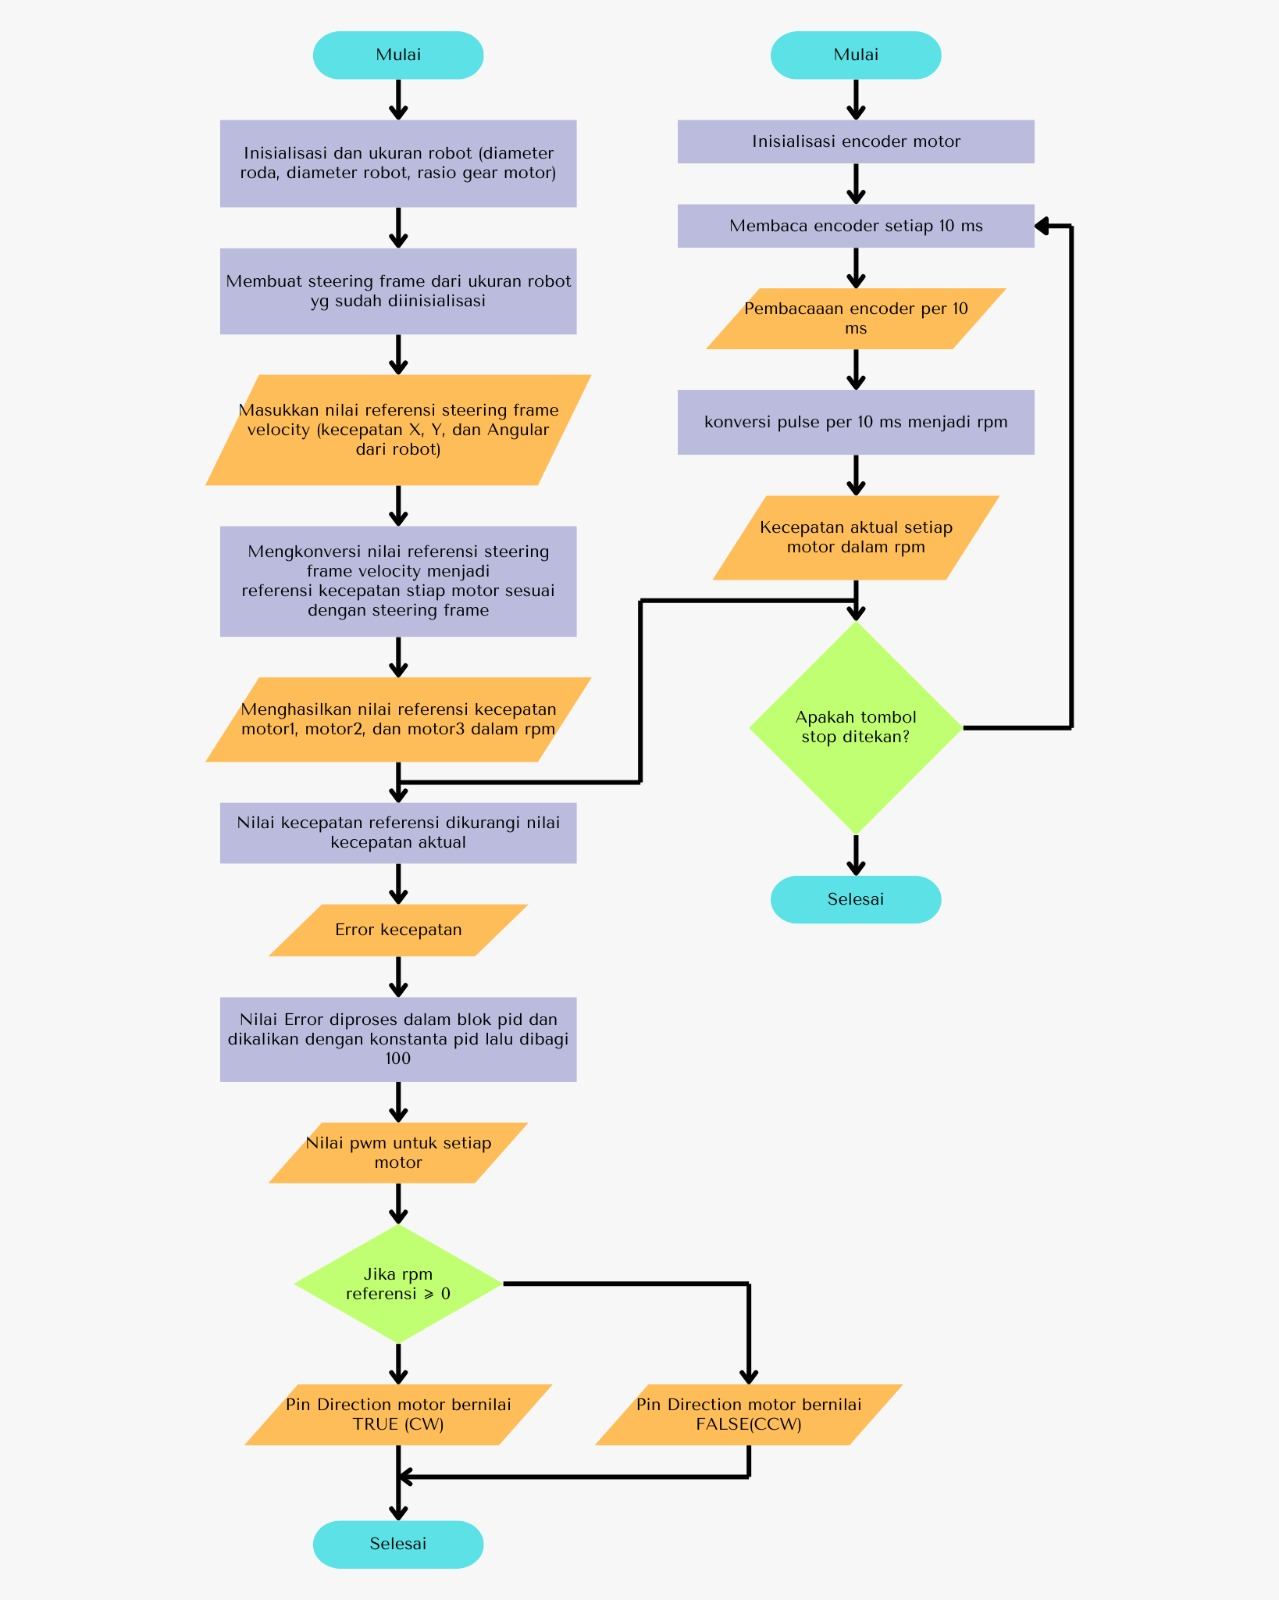 Mulai
Inisialisasi dan ukuran robot (diameter
roda, diameter robot, rasio gear motor)
Membuat steering frame dari ukuran robot
yg sudah diinisialisasi
Masukkan nilai referensi steering frame
velocity (kecepatan X, Y, dan Angular
dari robot)
Mengkonversi nilai referensi steering
frame velocity menjadi
referensi kecepatan stiap motor sesuai
dengan steering frame
Menghasilkan nilai referensi kecepatan
motor1, motor2, dan motor3 dalam rpm
Nilai kecepatan referensi dikurangi nilai
kecepatan aktual
Error kecepatan
Nilai Error diproses dalam blok pid dan
dikalikan dengan konstanta pid lalu dibagi
100
Nilai pwm untuk setiap
motor
Jika rpm
referensi ⩾ 0
Pin Direction motor bernilai
TRUE (CW)
Pin Direction motor bernilai
FALSE(CCW)
Selesai
Mulai
Inisialisasi encoder motor
Membaca encoder setiap 10 ms
Pembacaaan encoder per 10
ms
konversi pulse per 10 ms menjadi rpm
Kecepatan aktual setiap
motor dalam rpm
Apakah tombol
stop ditekan?
Selesai